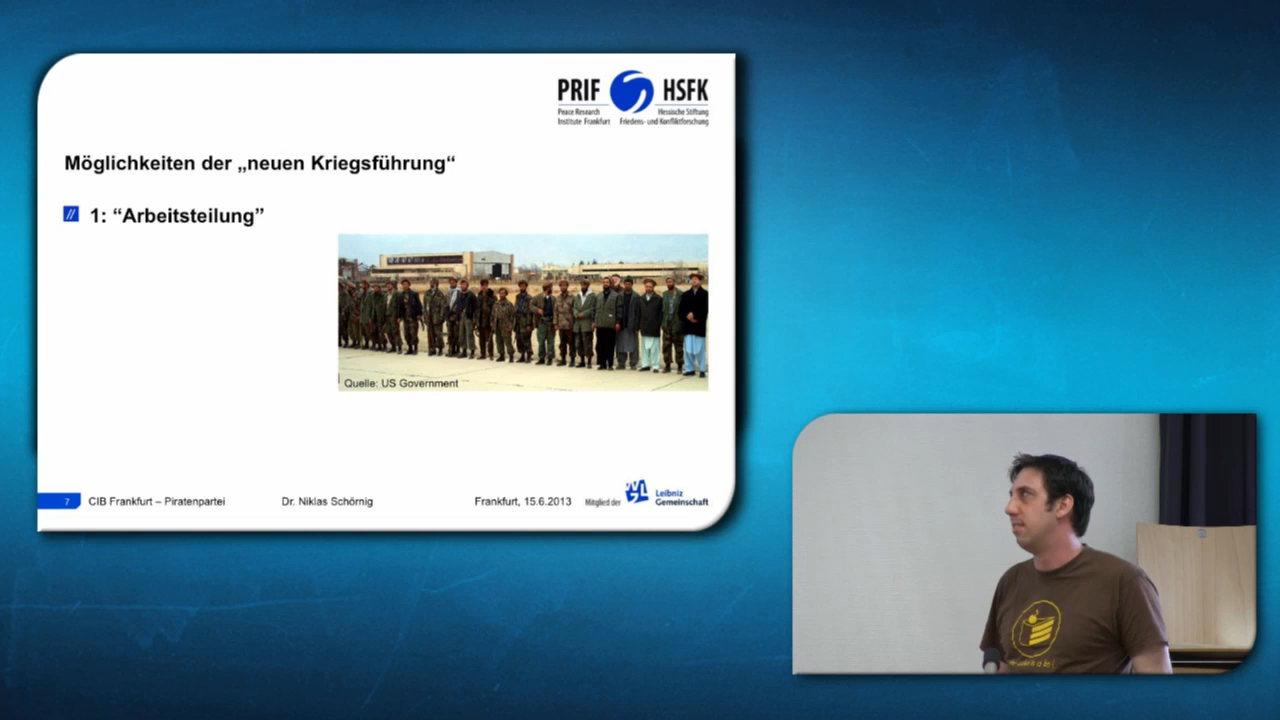 PRIF HSFK
Peace Research Hessische Stiftung
Institute Frankfurt Friedens- und Konfliktforschung
Möglichkeiten der „neuen Kriegsführung“
// 1: “Arbeitsteilung”
Quelle: US Government
7 CIB Frankfurt – Piratenpartei Dr. Niklas Schörnig Frankfurt, 15.6.2013 Mitglied der Leibniz
Gemeinschaft